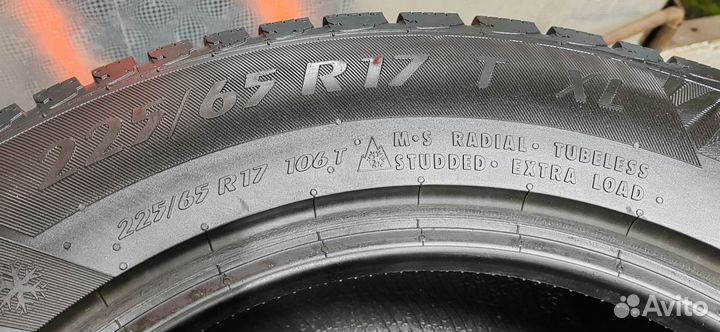 225/65 R17 T XL
225/65 R17 106T M·S RADIAL · TUBELESS
STUDDED · EXTRA LOAD ·
Avito